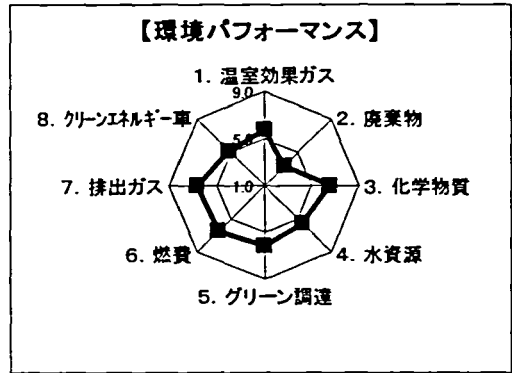 【環境パフォーマンス】
1. 温室効果ガス
9.0
8. クリーンエネルギー車
2. 廃棄物
5.0
7. 排出ガス
1.0
3. 化学物質
6. 燃費
4. 水資源
5. グリーン調達